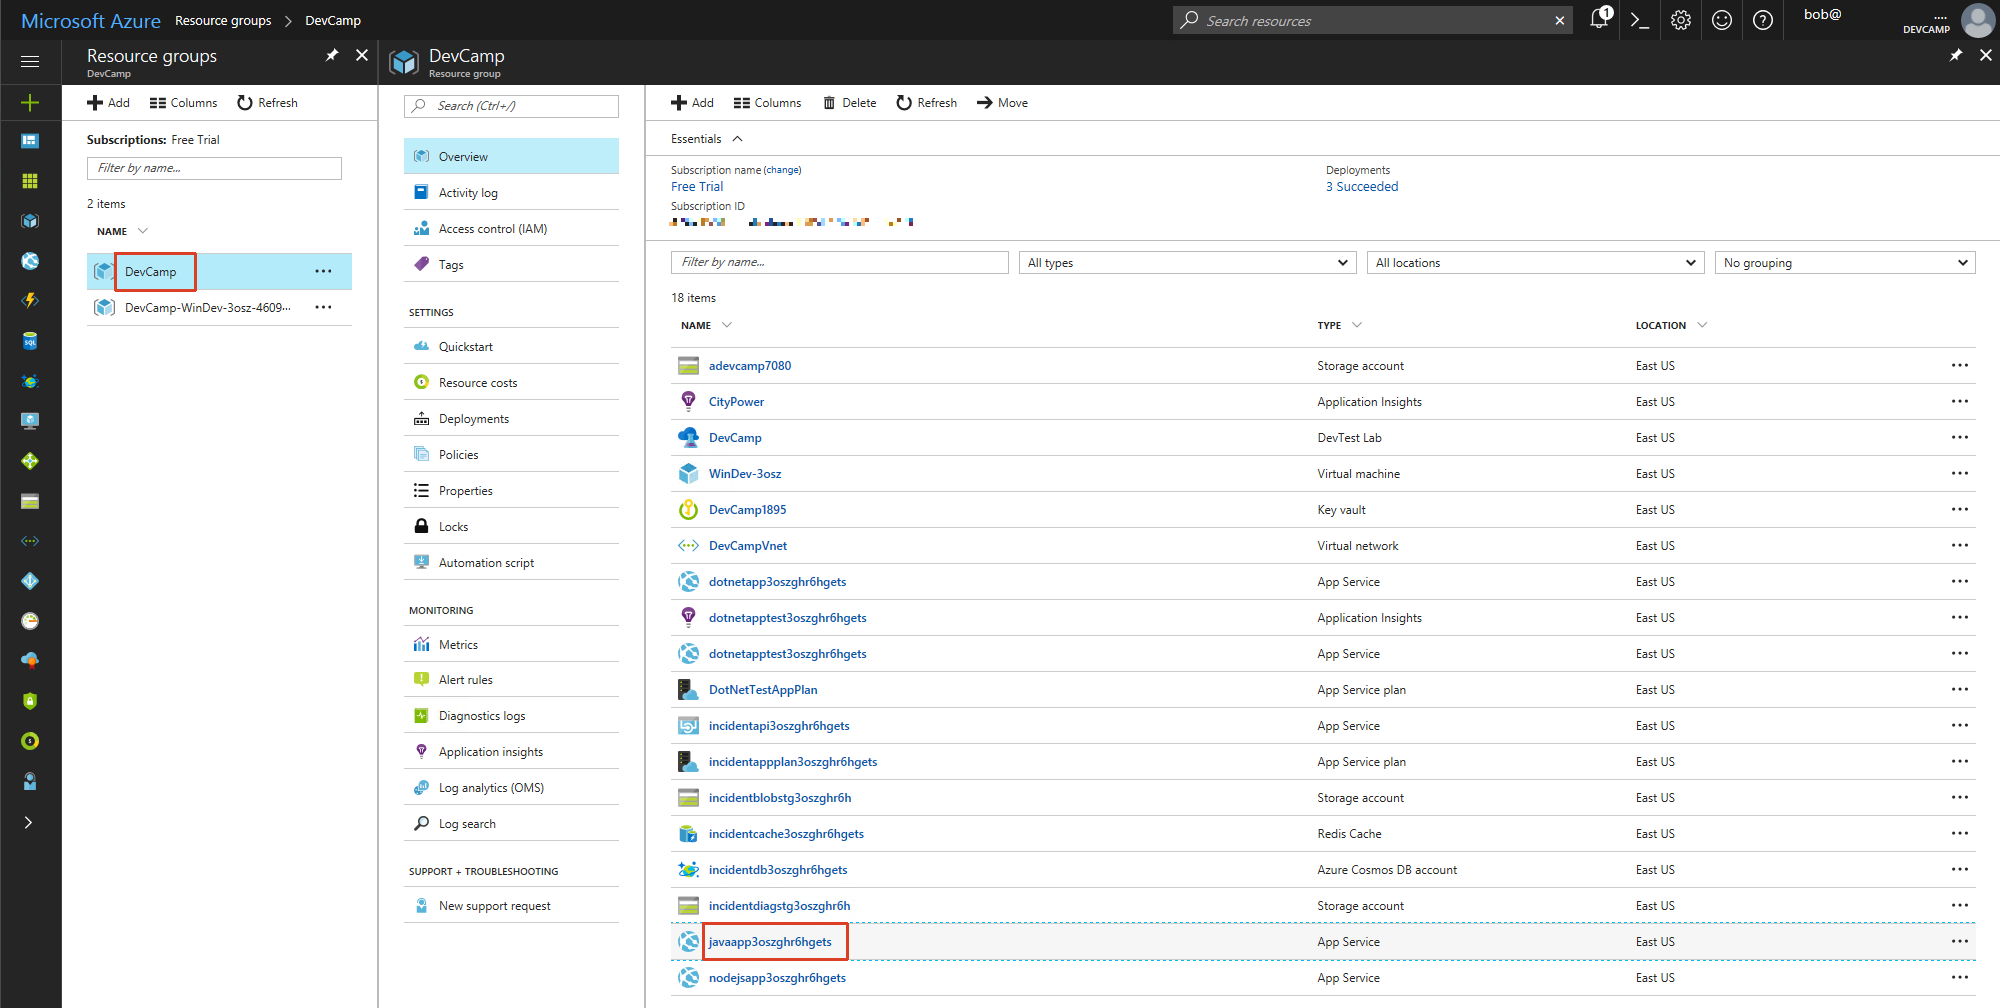 Microsoft Azure Resource groups > DevCamp
Search resources
1
bob@
....
DEVCAMP
Resource groups
DevCamp
Add Columns Refresh
Subscriptions: Free Trial
Filter by name...
2 items
NAME
DevCamp ...
DevCamp-WinDev-3osz-4609... ...
DevCamp
Resource group
Search (Ctrl+/)
Overview
Activity log
Access control (IAM)
Tags
SETTINGS
Quickstart
Resource costs
Deployments
Policies
Properties
Locks
Automation script
MONITORING
Metrics
Alert rules
Diagnostics logs
Application insights
Log analytics (OMS)
Log search
SUPPORT + TROUBLESHOOTING
New support request
Add Columns Delete Refresh Move
Essentials
Subscription name (change)
Free Trial
Subscription ID
Deployments
3 Succeeded
Filter by name... All types All locations No grouping
18 items
NAME TYPE LOCATION
adevcamp7080 Storage account East US ...
CityPower Application Insights East US ...
DevCamp DevTest Lab East US ...
WinDev-3osz Virtual machine East US ...
DevCamp1895 Key vault East US ...
DevCampVnet Virtual network East US ...
dotnetapp3oszghr6hgets App Service East US ...
dotnetapptest3oszghr6hgets Application Insights East US ...
dotnetapptest3oszghr6hgets App Service East US ...
DotNetTestAppPlan App Service plan East US ...
incidentapi3oszghr6hgets App Service East US ...
incidentappplan3oszghr6hgets App Service plan East US ...
incidentblobstg3oszghr6h Storage account East US ...
incidentcache3oszghr6hgets Redis Cache East US ...
incidentdb3oszghr6hgets Azure Cosmos DB account East US ...
incidentdiagstg3oszghr6h Storage account East US ...
javaapp3oszghr6hgets App Service East US ...
nodejsapp3oszghr6hgets App Service East US ...